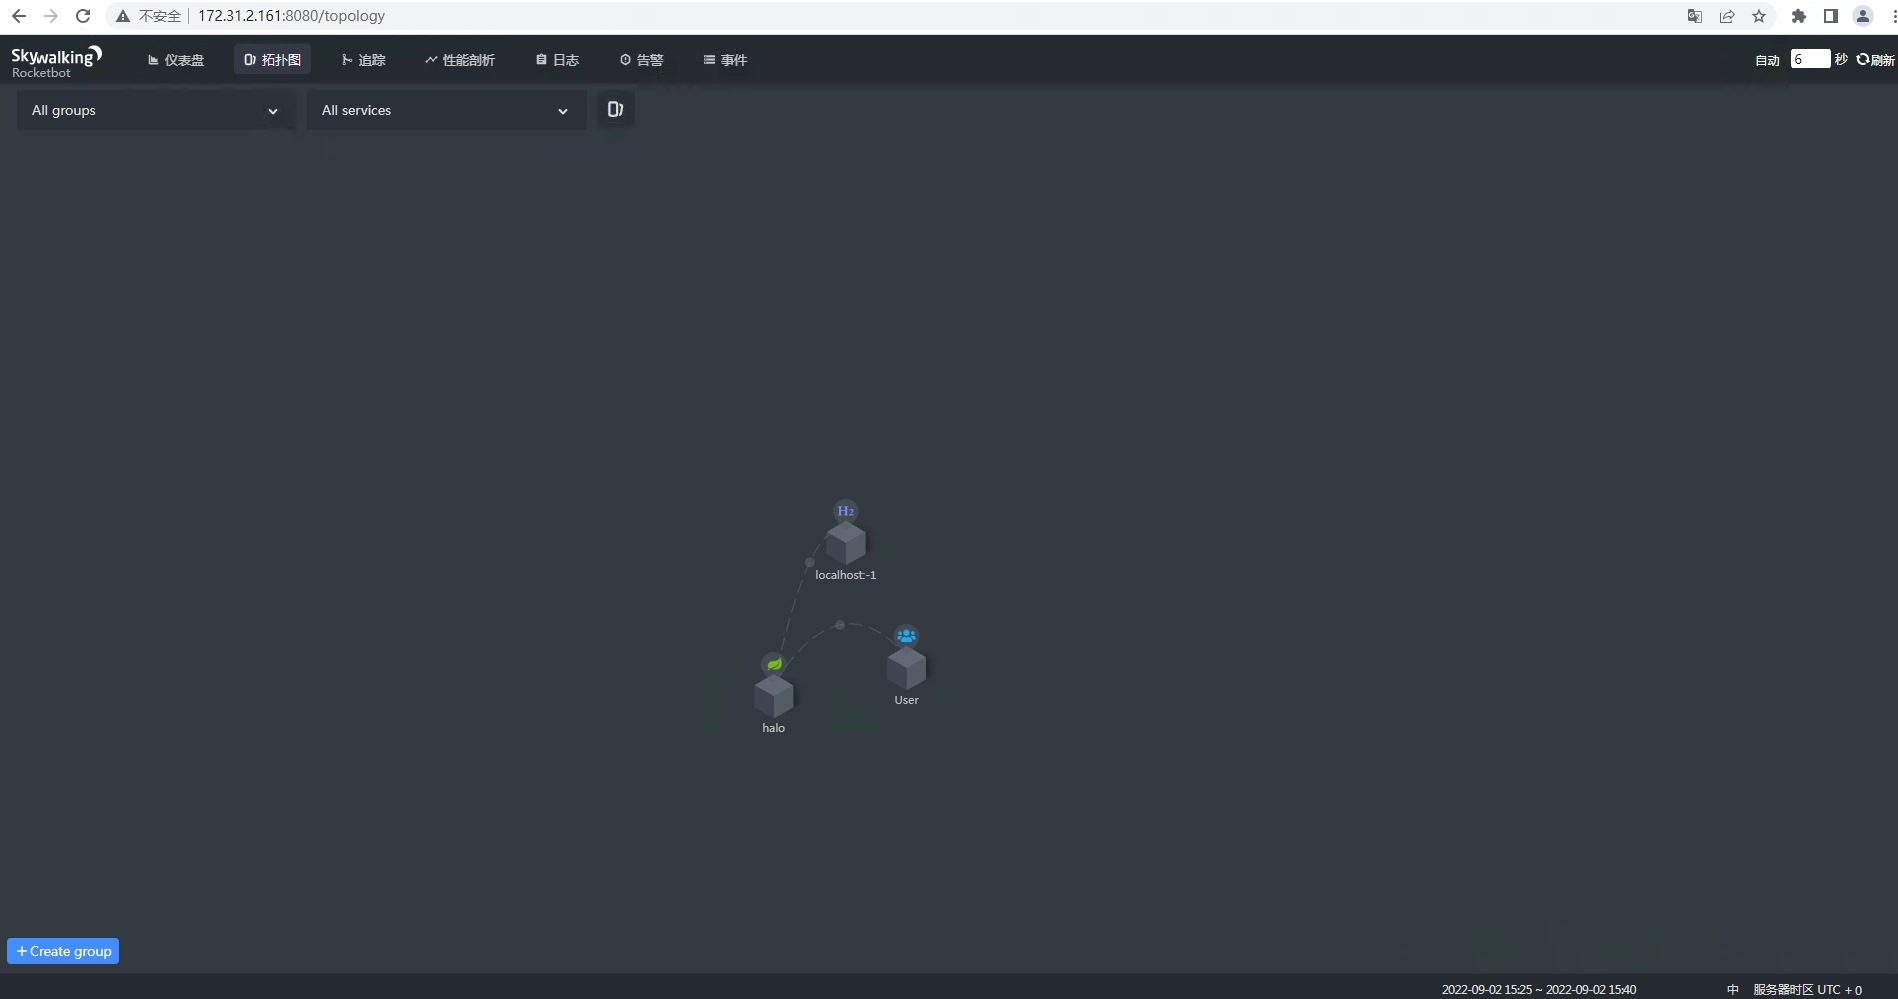 不安全 172.31.2.161:8080/topology
Skywalking
Rocketbot
仪表盘 拓扑图 追踪 性能剖析 日志 告警 事件 自动 6 秒 刷新
All groups All services
H2
localhost:-1
User
halo
+ Create group
2022-09-02 15:25 ~ 2022-09-02 15:40 中 服务器时区 UTC + 0